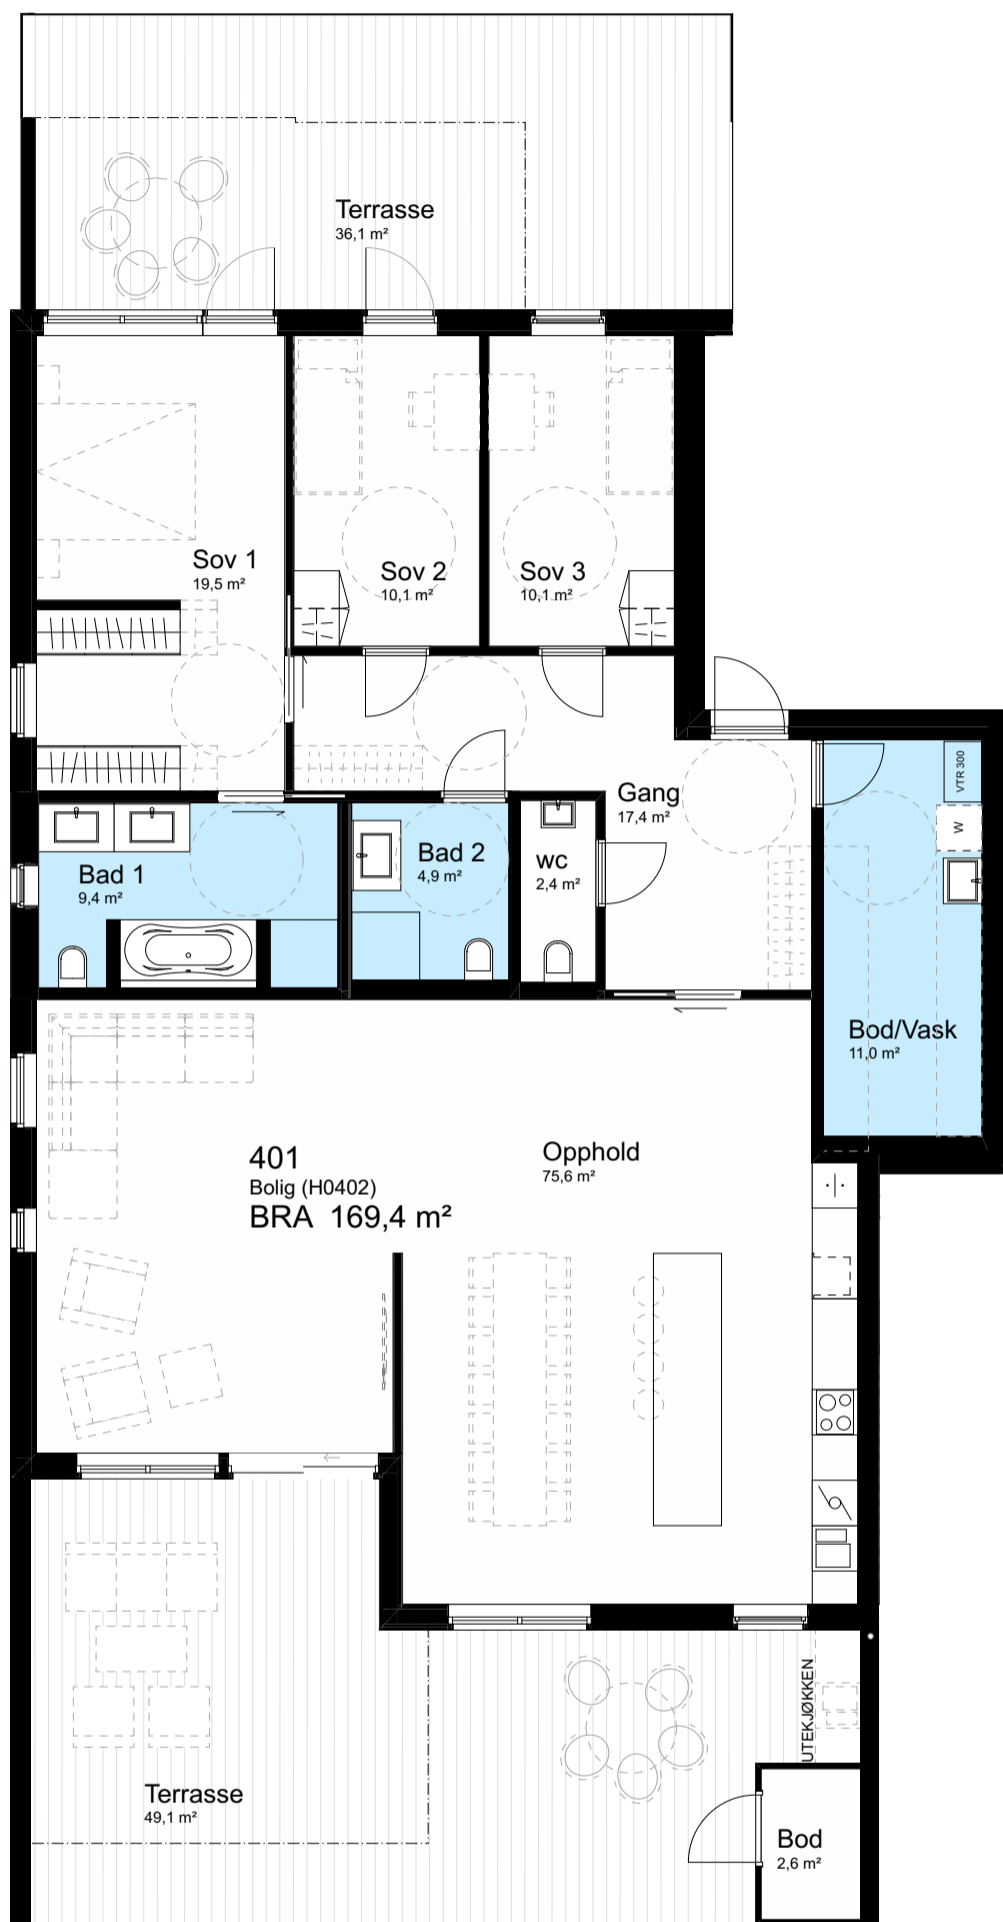 Terrasse
36,1 m²
Sov 1
19,5 m²
Sov 2
10,1 m²
Sov 3
10,1 m²
VTR 300
W
Gang
17,4 m²
Bad 1
9,4 m²
Bad 2
4,9 m²
WC
2,4 m²
Bod/Vask
11,0 m²
401
Bolig (H0402)
BRA 169,4 m²
Opphold
75,6 m²
UTEKJØKKEN
Terrasse
49,1 m²
Bod
2,6 m²